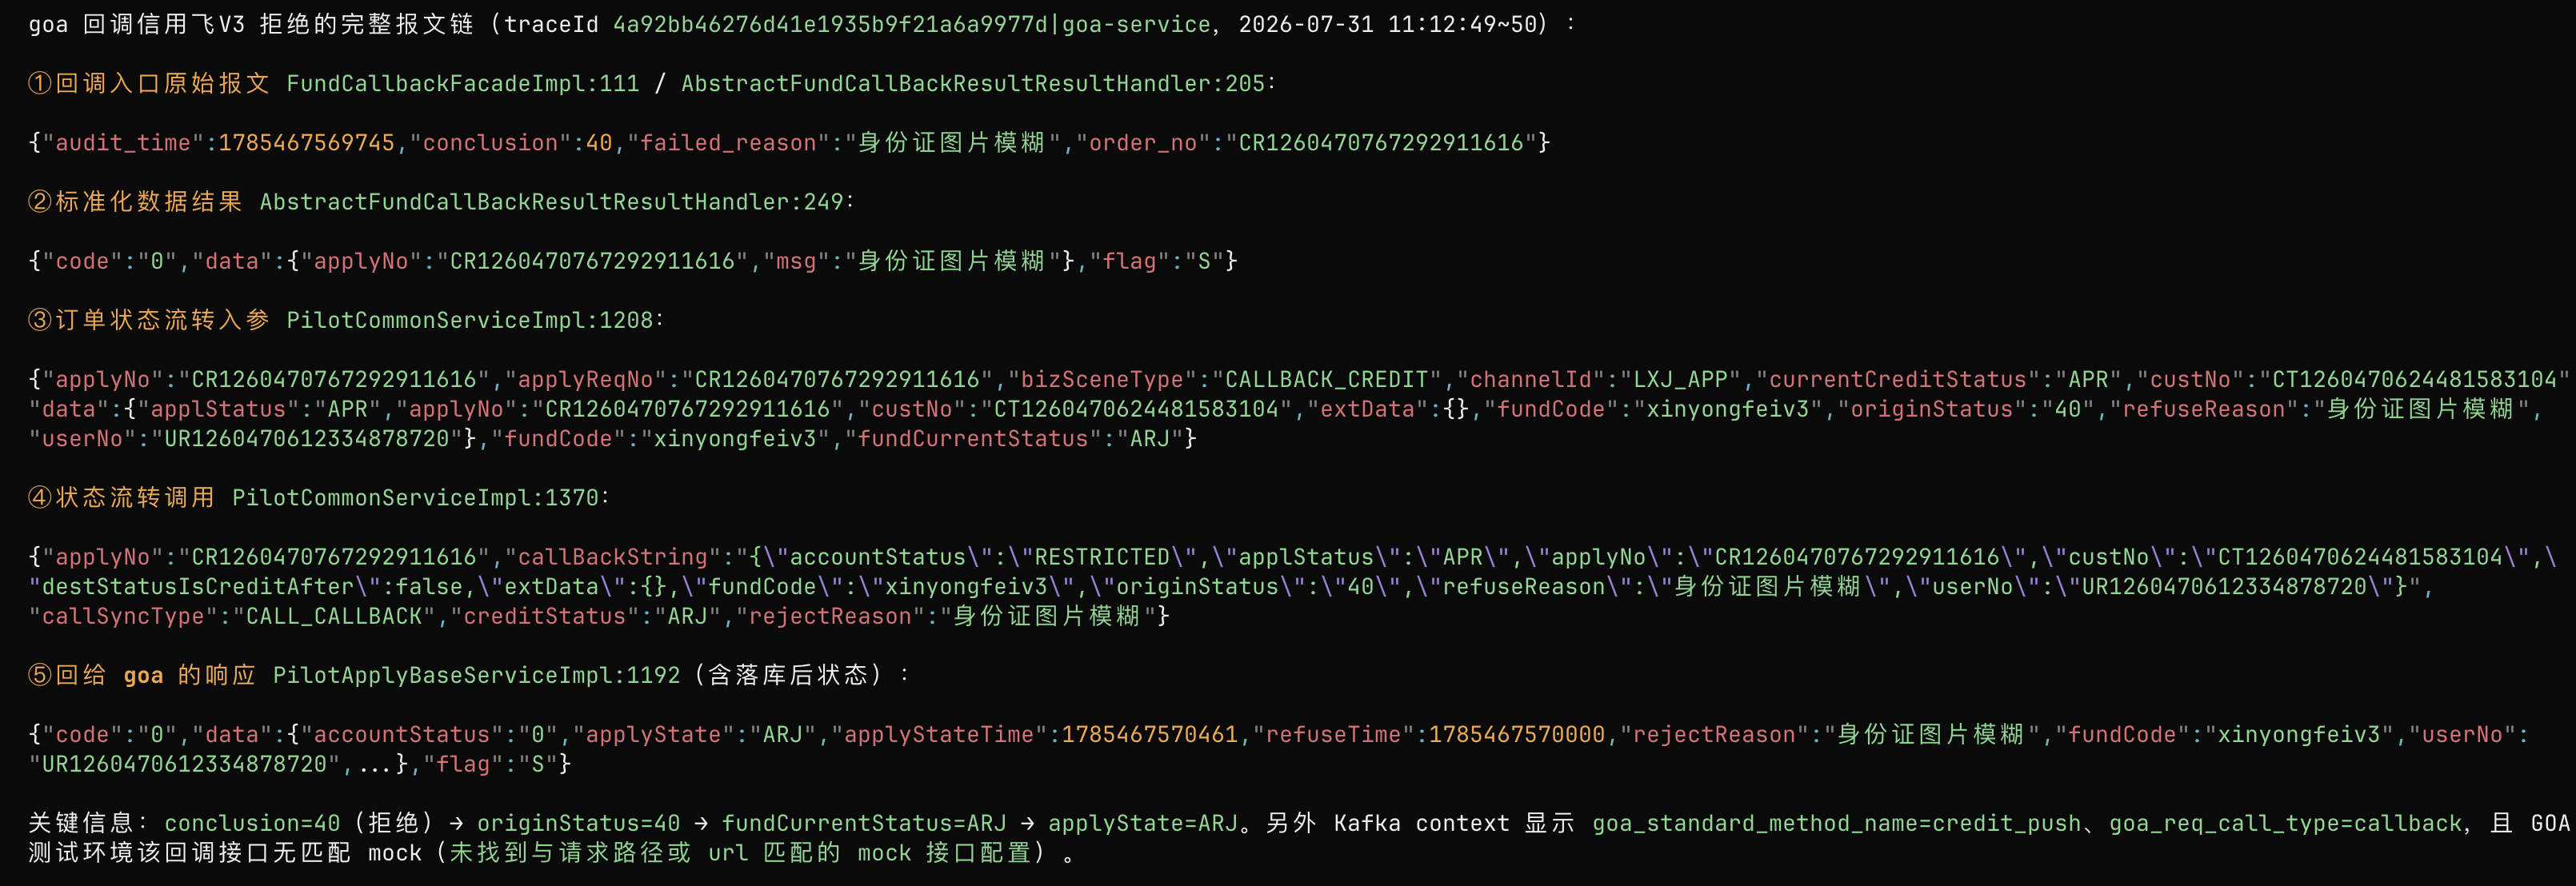 goa 回调信用飞V3 拒绝的完整报文链（traceId 4a92bb46276d41e1935b9f21a6a9977d|goa-service, 2026-07-31 11:12:49~50）：
①回调入口原始报文 FundCallbackFacadeImpl:111 / AbstractFundCallBackResultResultHandler:205:
{"audit_time":1785467569745,"conclusion":40,"failed_reason":"身份证图片模糊","order_no":"CR1260470767292911616"}
②标准化数据结果 AbstractFundCallBackResultResultHandler:249:
{"code":"0","data":{"applyNo":"CR1260470767292911616","msg":"身份证图片模糊"},"flag":"S"}
③订单状态流转入参 PilotCommonServiceImpl:1208:
{"applyNo":"CR1260470767292911616","applyReqNo":"CR1260470767292911616","bizSceneType":"CALLBACK_CREDIT","channelId":"LXJ_APP","currentCreditStatus":"APR","custNo":"CT1260470624481583104"
"data":{"applStatus":"APR","applyNo":"CR1260470767292911616","custNo":"CT1260470624481583104","extData":{},"fundCode":"xinyongfeiv3","originStatus":"40","refuseReason":"身份证图片模糊",
"userNo":"UR1260470612334878720"},"fundCode":"xinyongfeiv3","fundCurrentStatus":"ARJ"}
④状态流转调用 PilotCommonServiceImpl:1370:
{"applyNo":"CR1260470767292911616","callBackString":"{\"accountStatus\":\"RESTRICTED\",\"applStatus\":\"APR\",\"applyNo\":\"CR1260470767292911616\",\"custNo\":\"CT1260470624481583104\",\
"destStatusIsCreditAfter\":false,\"extData\":{},\"fundCode\":\"xinyongfeiv3\",\"originStatus\":\"40\",\"refuseReason\":\"身份证图片模糊\",\"userNo\":\"UR1260470612334878720\"}",
"callSyncType":"CALL_CALLBACK","creditStatus":"ARJ","rejectReason":"身份证图片模糊"}
⑤回给 goa 的响应 PilotApplyBaseServiceImpl:1192（含落库后状态）：
{"code":"0","data":{"accountStatus":"0","applyState":"ARJ","applyStateTime":1785467570461,"refuseTime":1785467570000,"rejectReason":"身份证图片模糊","fundCode":"xinyongfeiv3","userNo":
"UR1260470612334878720",...},"flag":"S"}
关键信息：conclusion=40（拒绝）→ originStatus=40 → fundCurrentStatus=ARJ → applyState=ARJ。另外 Kafka context 显示 goa_standard_method_name=credit_push、goa_req_call_type=callback，且 GOA
测试环境该回调接口无匹配 mock（未找到与请求路径或 url 匹配的 mock 接口配置）。